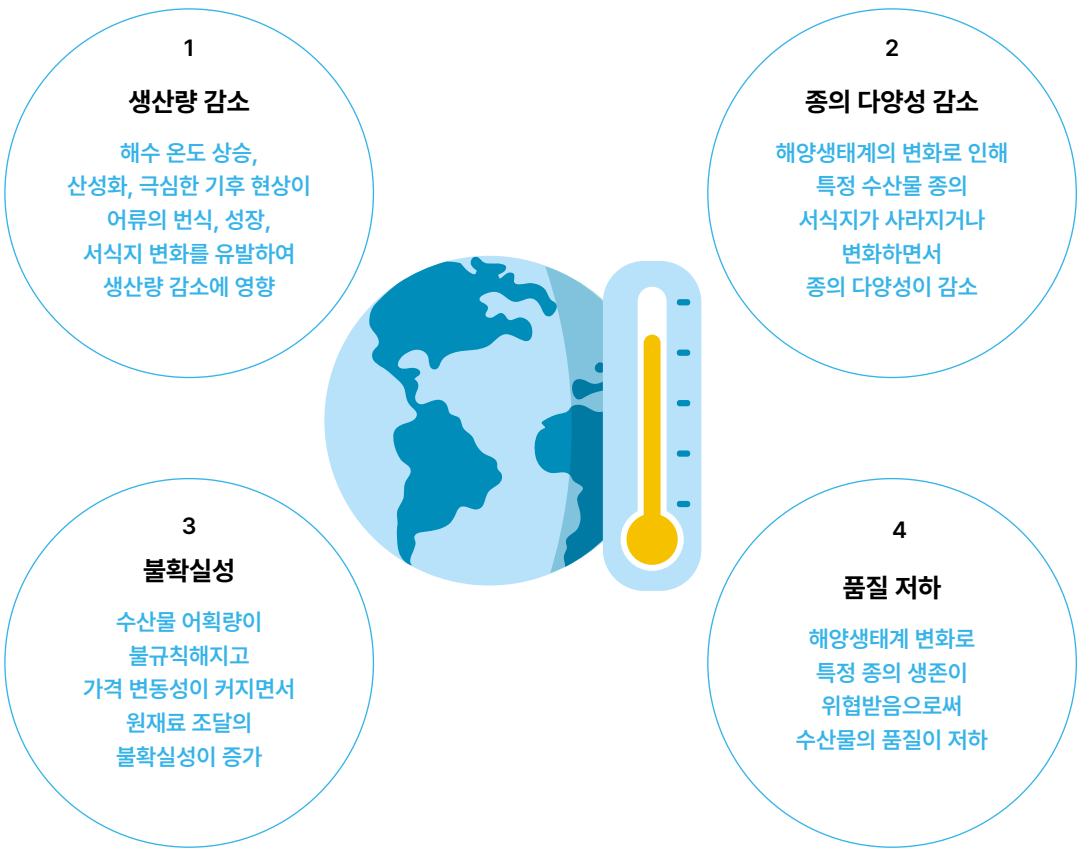 1
생산량 감소
해수 온도 상승,
산성화, 극심한 기후 현상이
어류의 번식, 성장,
서식지 변화를 유발하여
생산량 감소에 영향
2
종의 다양성 감소
해양생태계의 변화로 인해
특정 수산물 종의
서식지가 사라지거나
변화하면서
종의 다양성이 감소
3
불확실성
수산물 어획량이
불규칙해지고
가격 변동성이 커지면서
원재료 조달의
불확실성이 증가
4
품질 저하
해양생태계 변화로
특정 종의 생존이
위협받음으로써
수산물의 품질이 저하